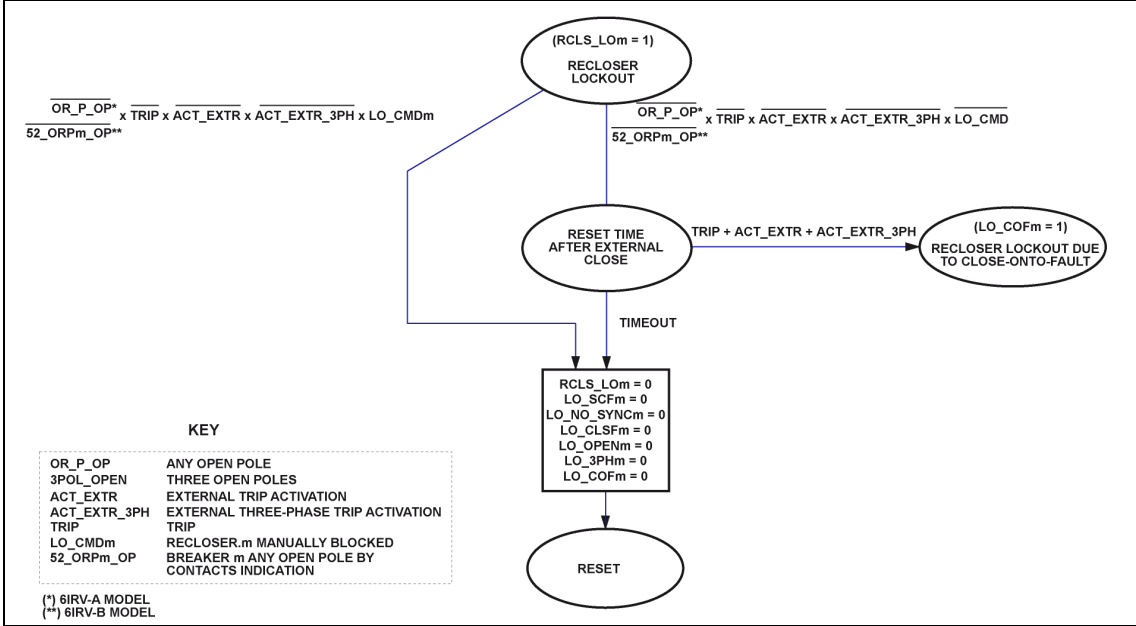 (RCLS_LOm = 1)
RECLOSER
LOCKOUT
OR_P_OP* x TRIP x ACT_EXTR x ACT_EXTR_3PH x LO_CMDm
52_ORPm_OP**
OR_P_OP* x TRIP x ACT_EXTR x ACT_EXTR_3PH x LO_CMD
52_ORPm_OP**
RESET TIME
AFTER EXTERNAL
CLOSE
TRIP + ACT_EXTR + ACT_EXTR_3PH
(LO_COFm = 1)
RECLOSER LOCKOUT DUE
TO CLOSE-ONTO-FAULT
TIMEOUT
RCLS_LOm = 0
LO_SCFm = 0
LO_NO_SYNCm = 0
LO_CLSFm = 0
LO_OPENm = 0
LO_3PHm = 0
LO_COFm = 0
RESET
KEY
OR_P_OP ANY OPEN POLE
3POL_OPEN THREE OPEN POLES
ACT_EXTR EXTERNAL TRIP ACTIVATION
ACT_EXTR_3PH EXTERNAL THREE-PHASE TRIP ACTIVATION
TRIP TRIP
LO_CMDm RECLOSER.m MANUALLY BLOCKED
52_ORPm_OP BREAKER m ANY OPEN POLE BY
CONTACTS INDICATION
(*) 6IRV-A MODEL
(**) 6IRV-B MODEL